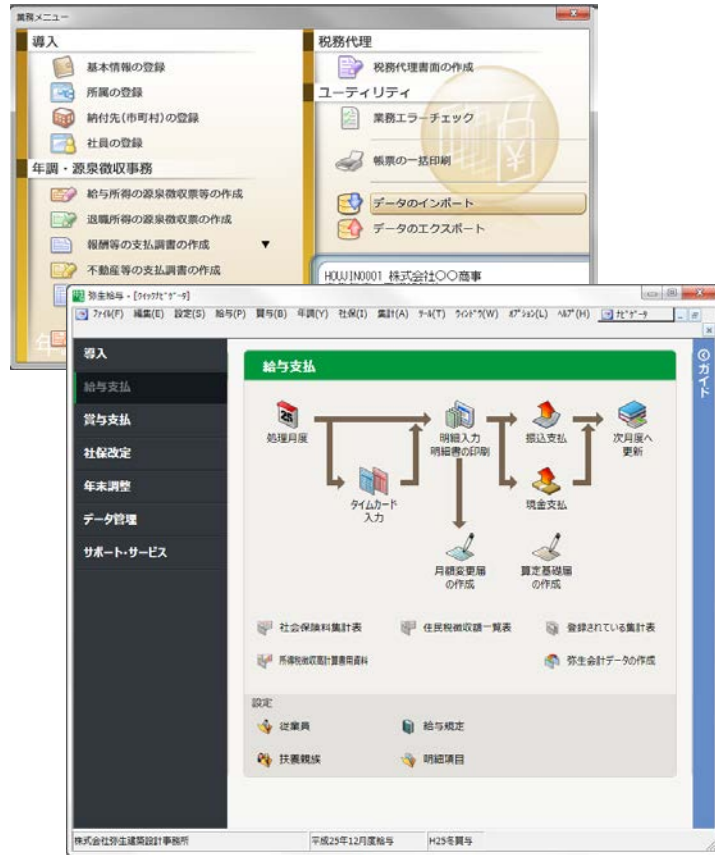 業務メニュー
導入
基本情報の登録
所属の登録
納付先(市町村)の登録
社員の登録
年調・源泉徴収事務
給与所得の源泉徴収票等の作成
退職所得の源泉徴収票の作成
報酬等の支払調書の作成 ▼
不動産等の支払調書の作成
税務代理
税務代理書面の作成
ユーティリティ
業務エラーチェック
帳票の一括印刷
データのインポート
データのエクスポート
HOUJIN001 株式会社〇〇商事
弥生給与 - [クイックナビゲータ]
ファイル(F) 編集(E) 設定(S) 給与(P) 賞与(B) 年調(Y) 社保(I) 集計(A) ツール(T) ウインドウ(W) オプション(L) ヘルプ(H) ナビゲータ
導入
給与支払
賞与支払
社保改定
年末調整
データ管理
サポート・サービス
給与支払
25
処理月度
明細入力
明細書の印刷
振込支払
次月度へ
更新
タイムカード
入力
現金支払
月額変更届
の作成
算定基礎届
の作成
社会保険料集計表
住民税徴収額一覧表
登録されている集計表
所得税徴収高計算書用資料
弥生会計データの作成
設定
従業員
給与規定
扶養親族
明細項目
ガイド
株式会社弥生建築設計事務所
平成25年12月度給与
H25冬賞与